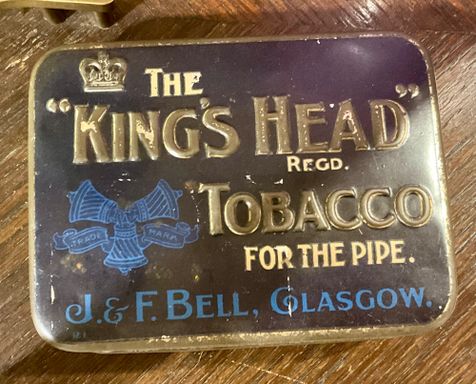 THE
"KING'S HEAD"
REGD.
TOBACCO
TRADE MARK
FOR THE PIPE.
J. & F. BELL, GLASGOW.